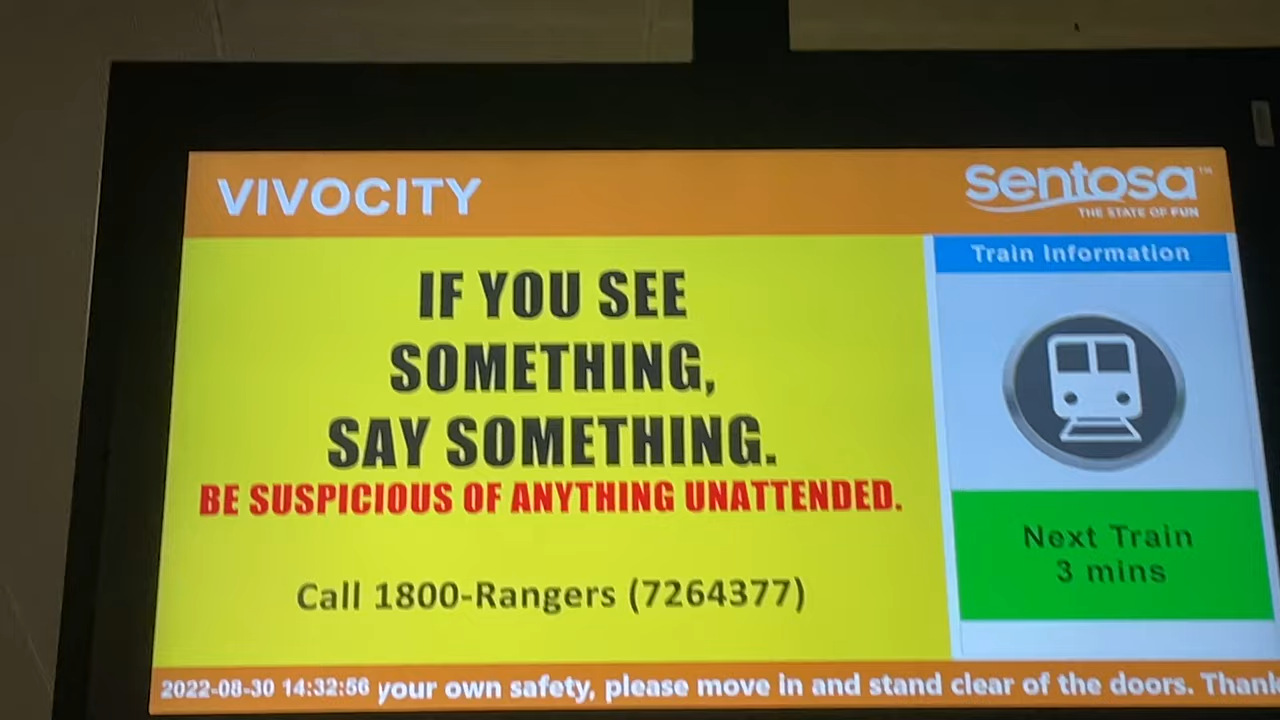 VIVOCITY
sentosa™
THE STATE OF FUN
IF YOU SEE
SOMETHING,
SAY SOMETHING.
BE SUSPICIOUS OF ANYTHING UNATTENDED.
Call 1800-Rangers (7264377)
Train Information
Next Train
3 mins
2022-08-30 14:32:56 your own safety, please move in and stand clear of the doors. Thank